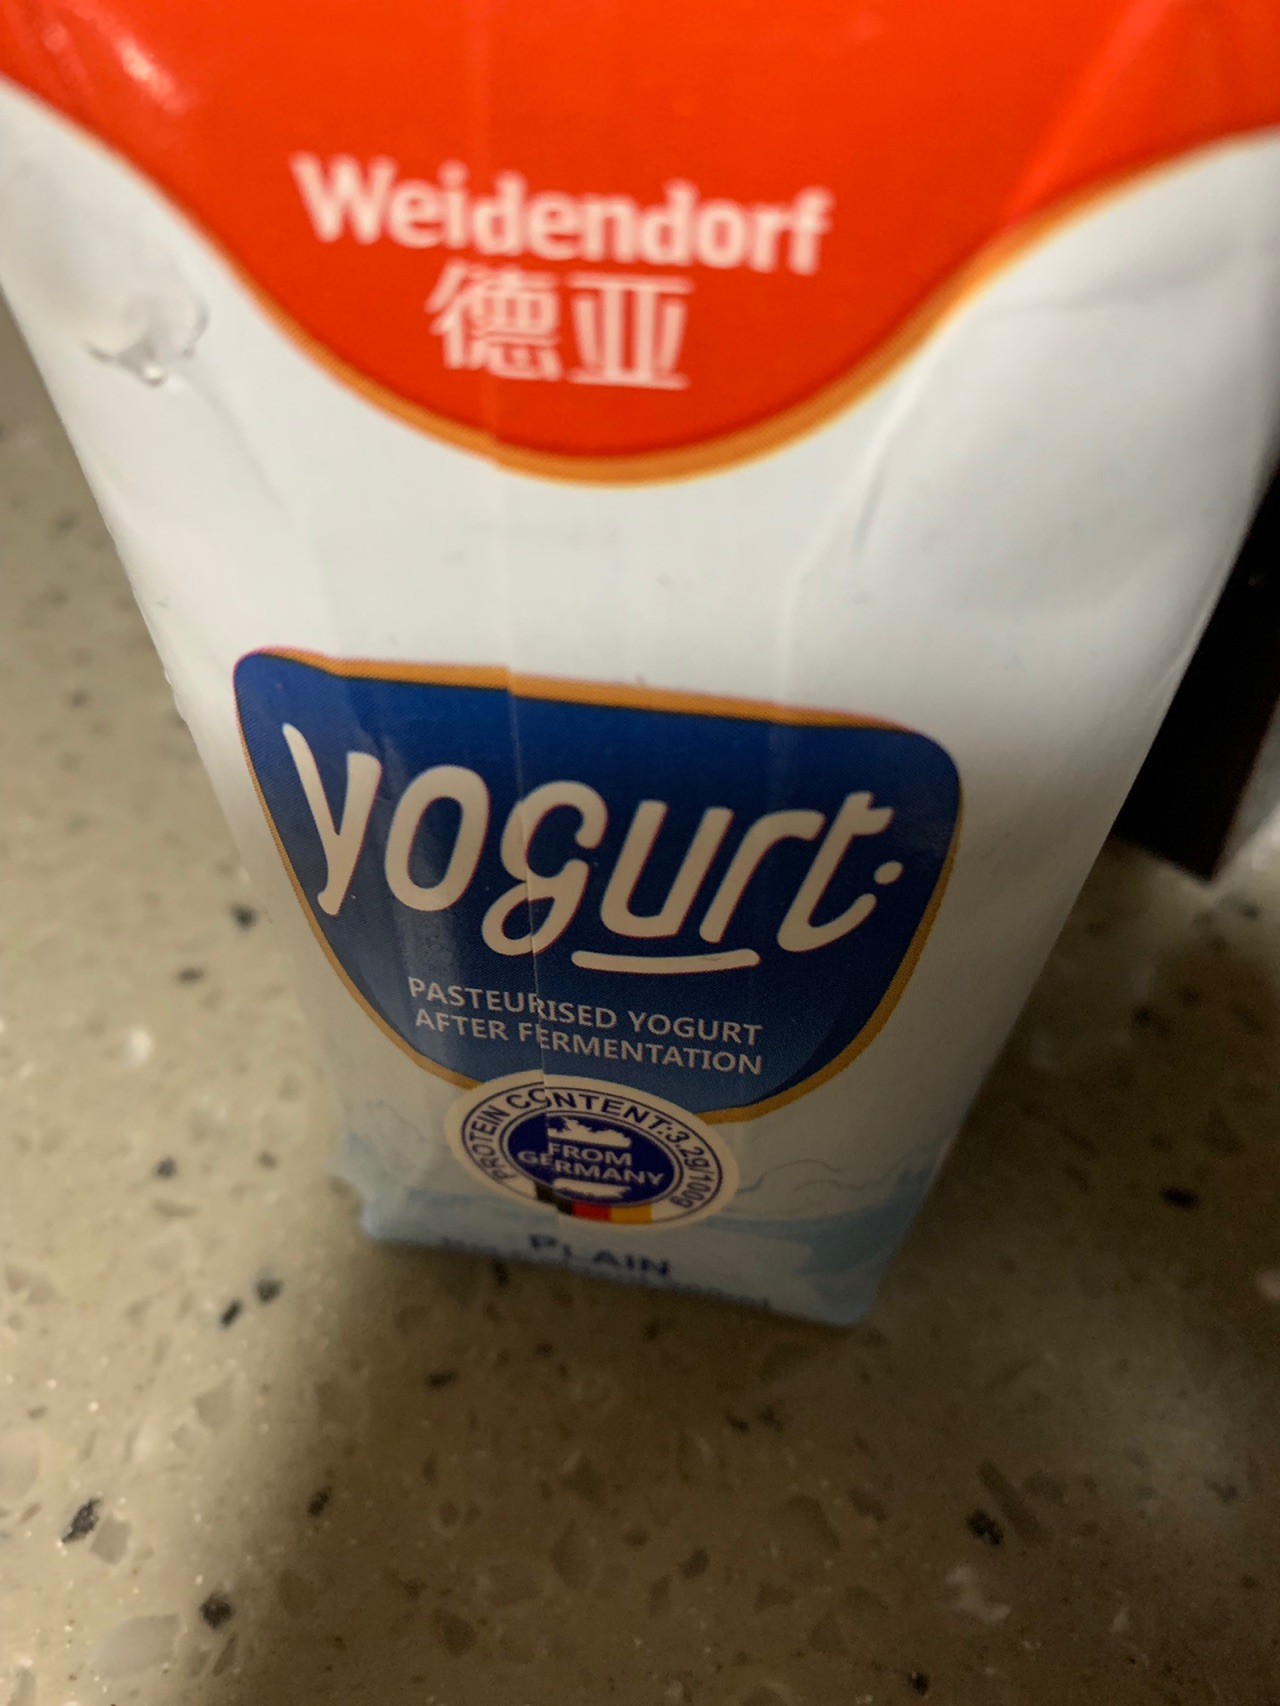 Weidendorf
德亚
yogurt
PASTEURISED YOGURT
AFTER FERMENTATION
PROTEIN CONTENT:3.2g/100g
FROM
GERMANY
PLAIN